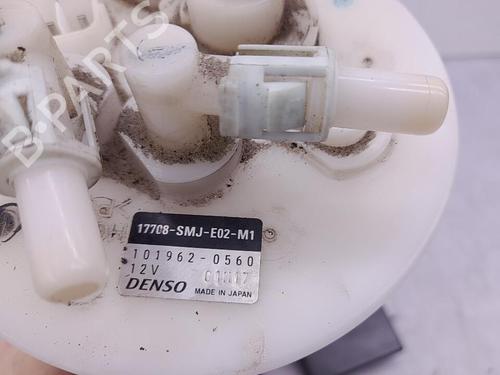 B-PARTS
17708-SMJ-E02-M1
101962-0560
12V
DENSO MADE IN JAPAN